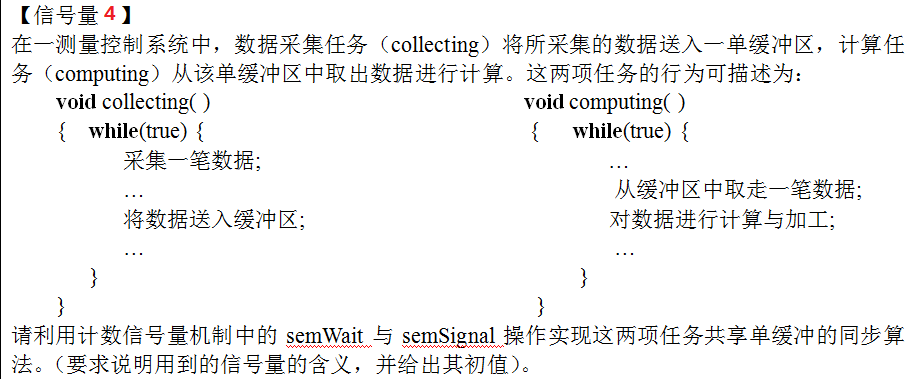 【信号量 4】
在一测量控制系统中，数据采集任务（collecting）将所采集的数据送入一单缓冲区，计算任
务（computing）从该单缓冲区中取出数据进行计算。这两项任务的行为可描述为：
void collecting( ) void computing( )
{ while(true) { { while(true) {
采集一笔数据; …
… 从缓冲区中取走一笔数据;
将数据送入缓冲区; 对数据进行计算与加工;
… …
} }
} }
请利用计数信号量机制中的 semWait 与 semSignal 操作实现这两项任务共享单缓冲的同步算
法。（要求说明用到的信号量的含义，并给出其初值）。